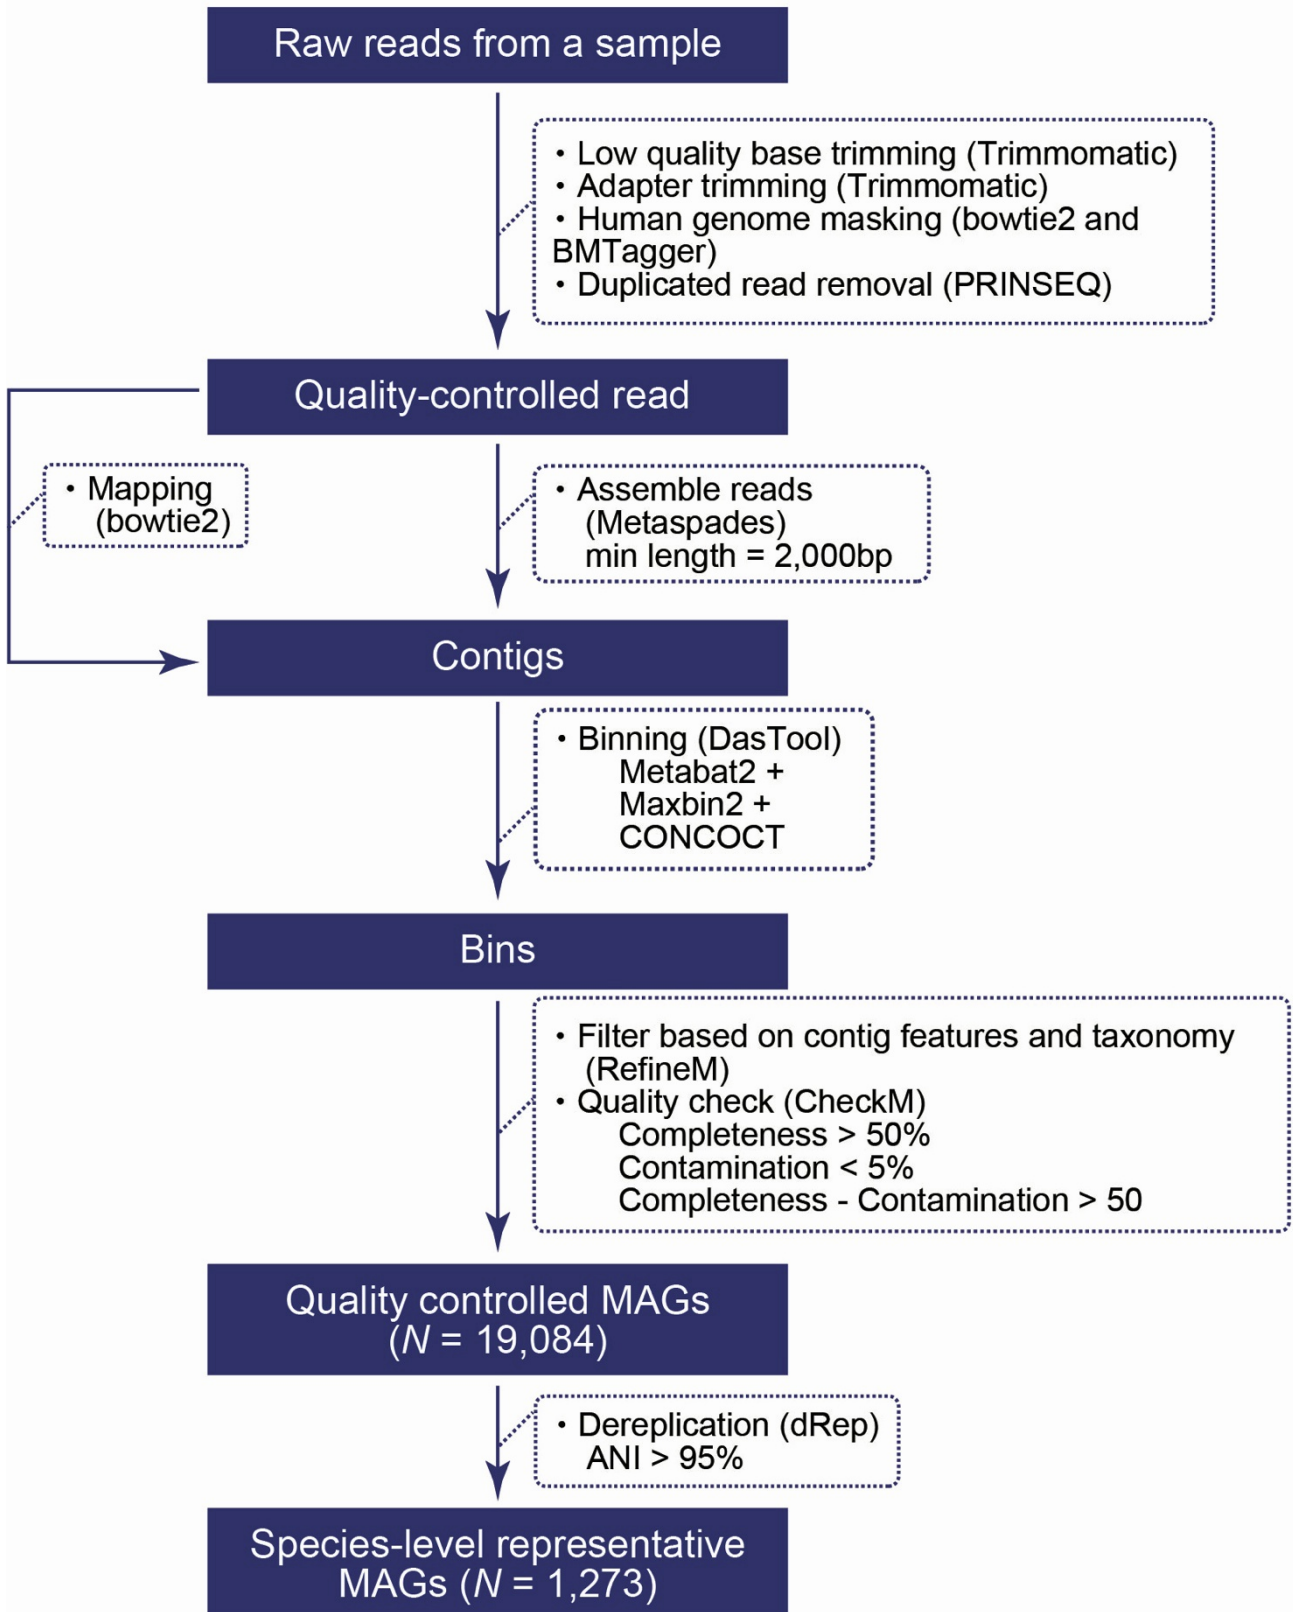 Raw reads from a sample
・Low quality base trimming (Trimmomatic)
・Adapter trimming (Trimmomatic)
・Human genome masking (bowtie2 and
BMTagger)
・Duplicated read removal (PRINSEQ)
Quality-controlled read
・Mapping
(bowtie2)
・Assemble reads
(Metaspades)
min length = 2,000bp
Contigs
・Binning (DasTool)
Metabat2 +
Maxbin2 +
CONCOCT
Bins
・Filter based on contig features and taxonomy
(RefineM)
・Quality check (CheckM)
Completeness > 50%
Contamination < 5%
Completeness - Contamination > 50
Quality controlled MAGs
(N = 19,084)
・Dereplication (dRep)
ANI > 95%
Species-level representative
MAGs (N = 1,273)